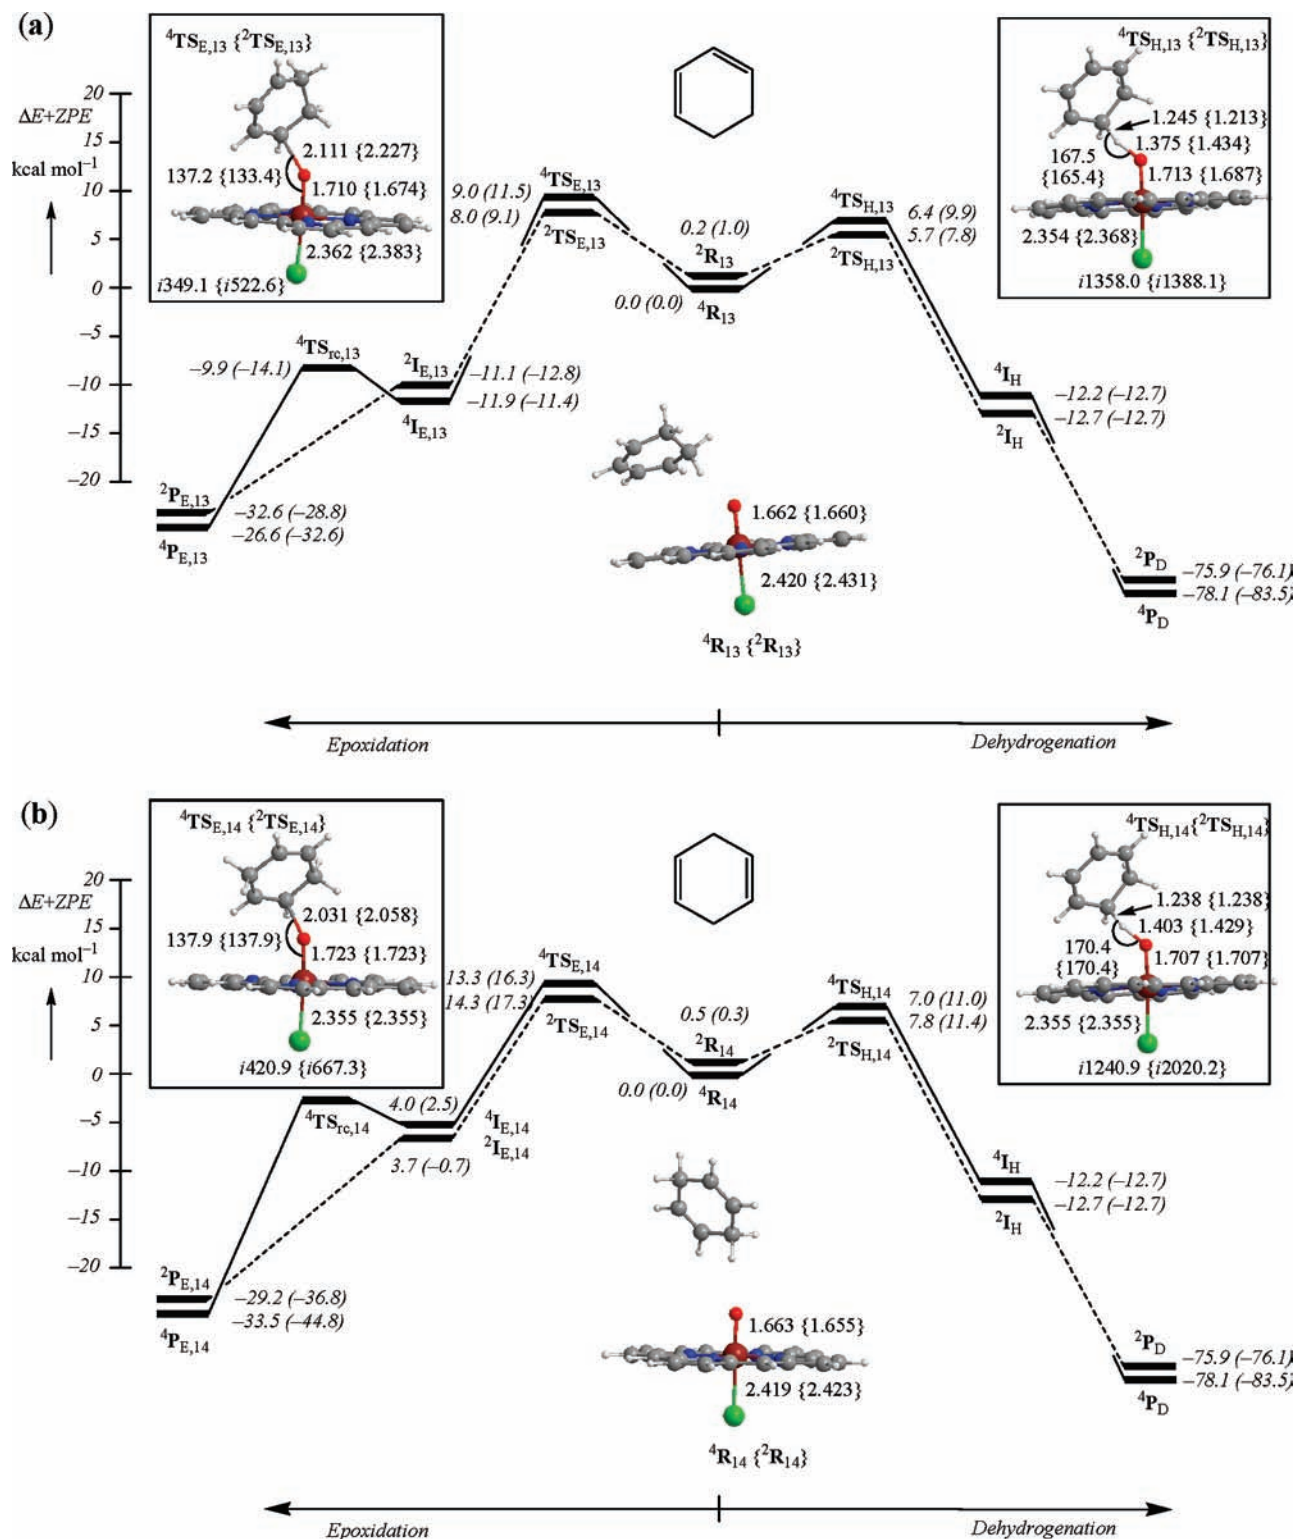 (a)
⁴TS_E,13 {²TS_E,13}
2.111 {2.227}
137.2 {133.4}
1.710 {1.674}
2.362 {2.383}
i349.1 {i522.6}
⁴TS_H,13 {²TS_H,13}
1.245 {1.213}
1.375 {1.434}
167.5
{165.4}
1.713 {1.687}
2.354 {2.368}
i1358.0 {i1388.1}
ΔE+ZPE
kcal mol⁻¹
20
15
10
5
0
−5
−10
−15
−20
9.0 (11.5)
8.0 (9.1)
⁴TS_E,13
²TS_E,13
0.2 (1.0)
²R₁₃
0.0 (0.0)
⁴R₁₃
⁴TS_H,13
²TS_H,13
6.4 (9.9)
5.7 (7.8)
⁴TS_rc,13
−9.9 (−14.1)
²I_E,13
⁴I_E,13
−11.1 (−12.8)
−11.9 (−11.4)
⁴I_H
²I_H
−12.2 (−12.7)
−12.7 (−12.7)
²P_E,13
⁴P_E,13
−32.6 (−28.8)
−26.6 (−32.6)
1.662 {1.660}
2.420 {2.431}
⁴R₁₃ {²R₁₃}
²P_D
⁴P_D
−75.9 (−76.1)
−78.1 (−83.5)
Epoxidation
Dehydrogenation
(b)
⁴TS_E,14 {²TS_E,14}
2.031 {2.058}
137.9 {137.9}
1.723 {1.723}
2.355 {2.355}
i420.9 {i667.3}
⁴TS_H,14{²TS_H,14}
1.238 {1.238}
1.403 {1.429}
170.4
{170.4}
1.707 {1.707}
2.355 {2.355}
i1240.9 {i2020.2}
ΔE+ZPE
kcal mol⁻¹
20
15
10
5
0
−5
−10
−15
−20
13.3 (16.3)
14.3 (17.3)
⁴TS_E,14
²TS_E,14
0.5 (0.3)
²R₁₄
0.0 (0.0)
⁴R₁₄
⁴TS_H,14
²TS_H,14
7.0 (11.0)
7.8 (11.4)
⁴TS_rc,14
4.0 (2.5)
⁴I_E,14
²I_E,14
3.7 (−0.7)
⁴I_H
²I_H
−12.2 (−12.7)
−12.7 (−12.7)
²P_E,14
⁴P_E,14
−29.2 (−36.8)
−33.5 (−44.8)
1.663 {1.655}
2.419 {2.423}
⁴R₁₄ {²R₁₄}
²P_D
⁴P_D
−75.9 (−76.1)
−78.1 (−83.5)
Epoxidation
Dehydrogenation